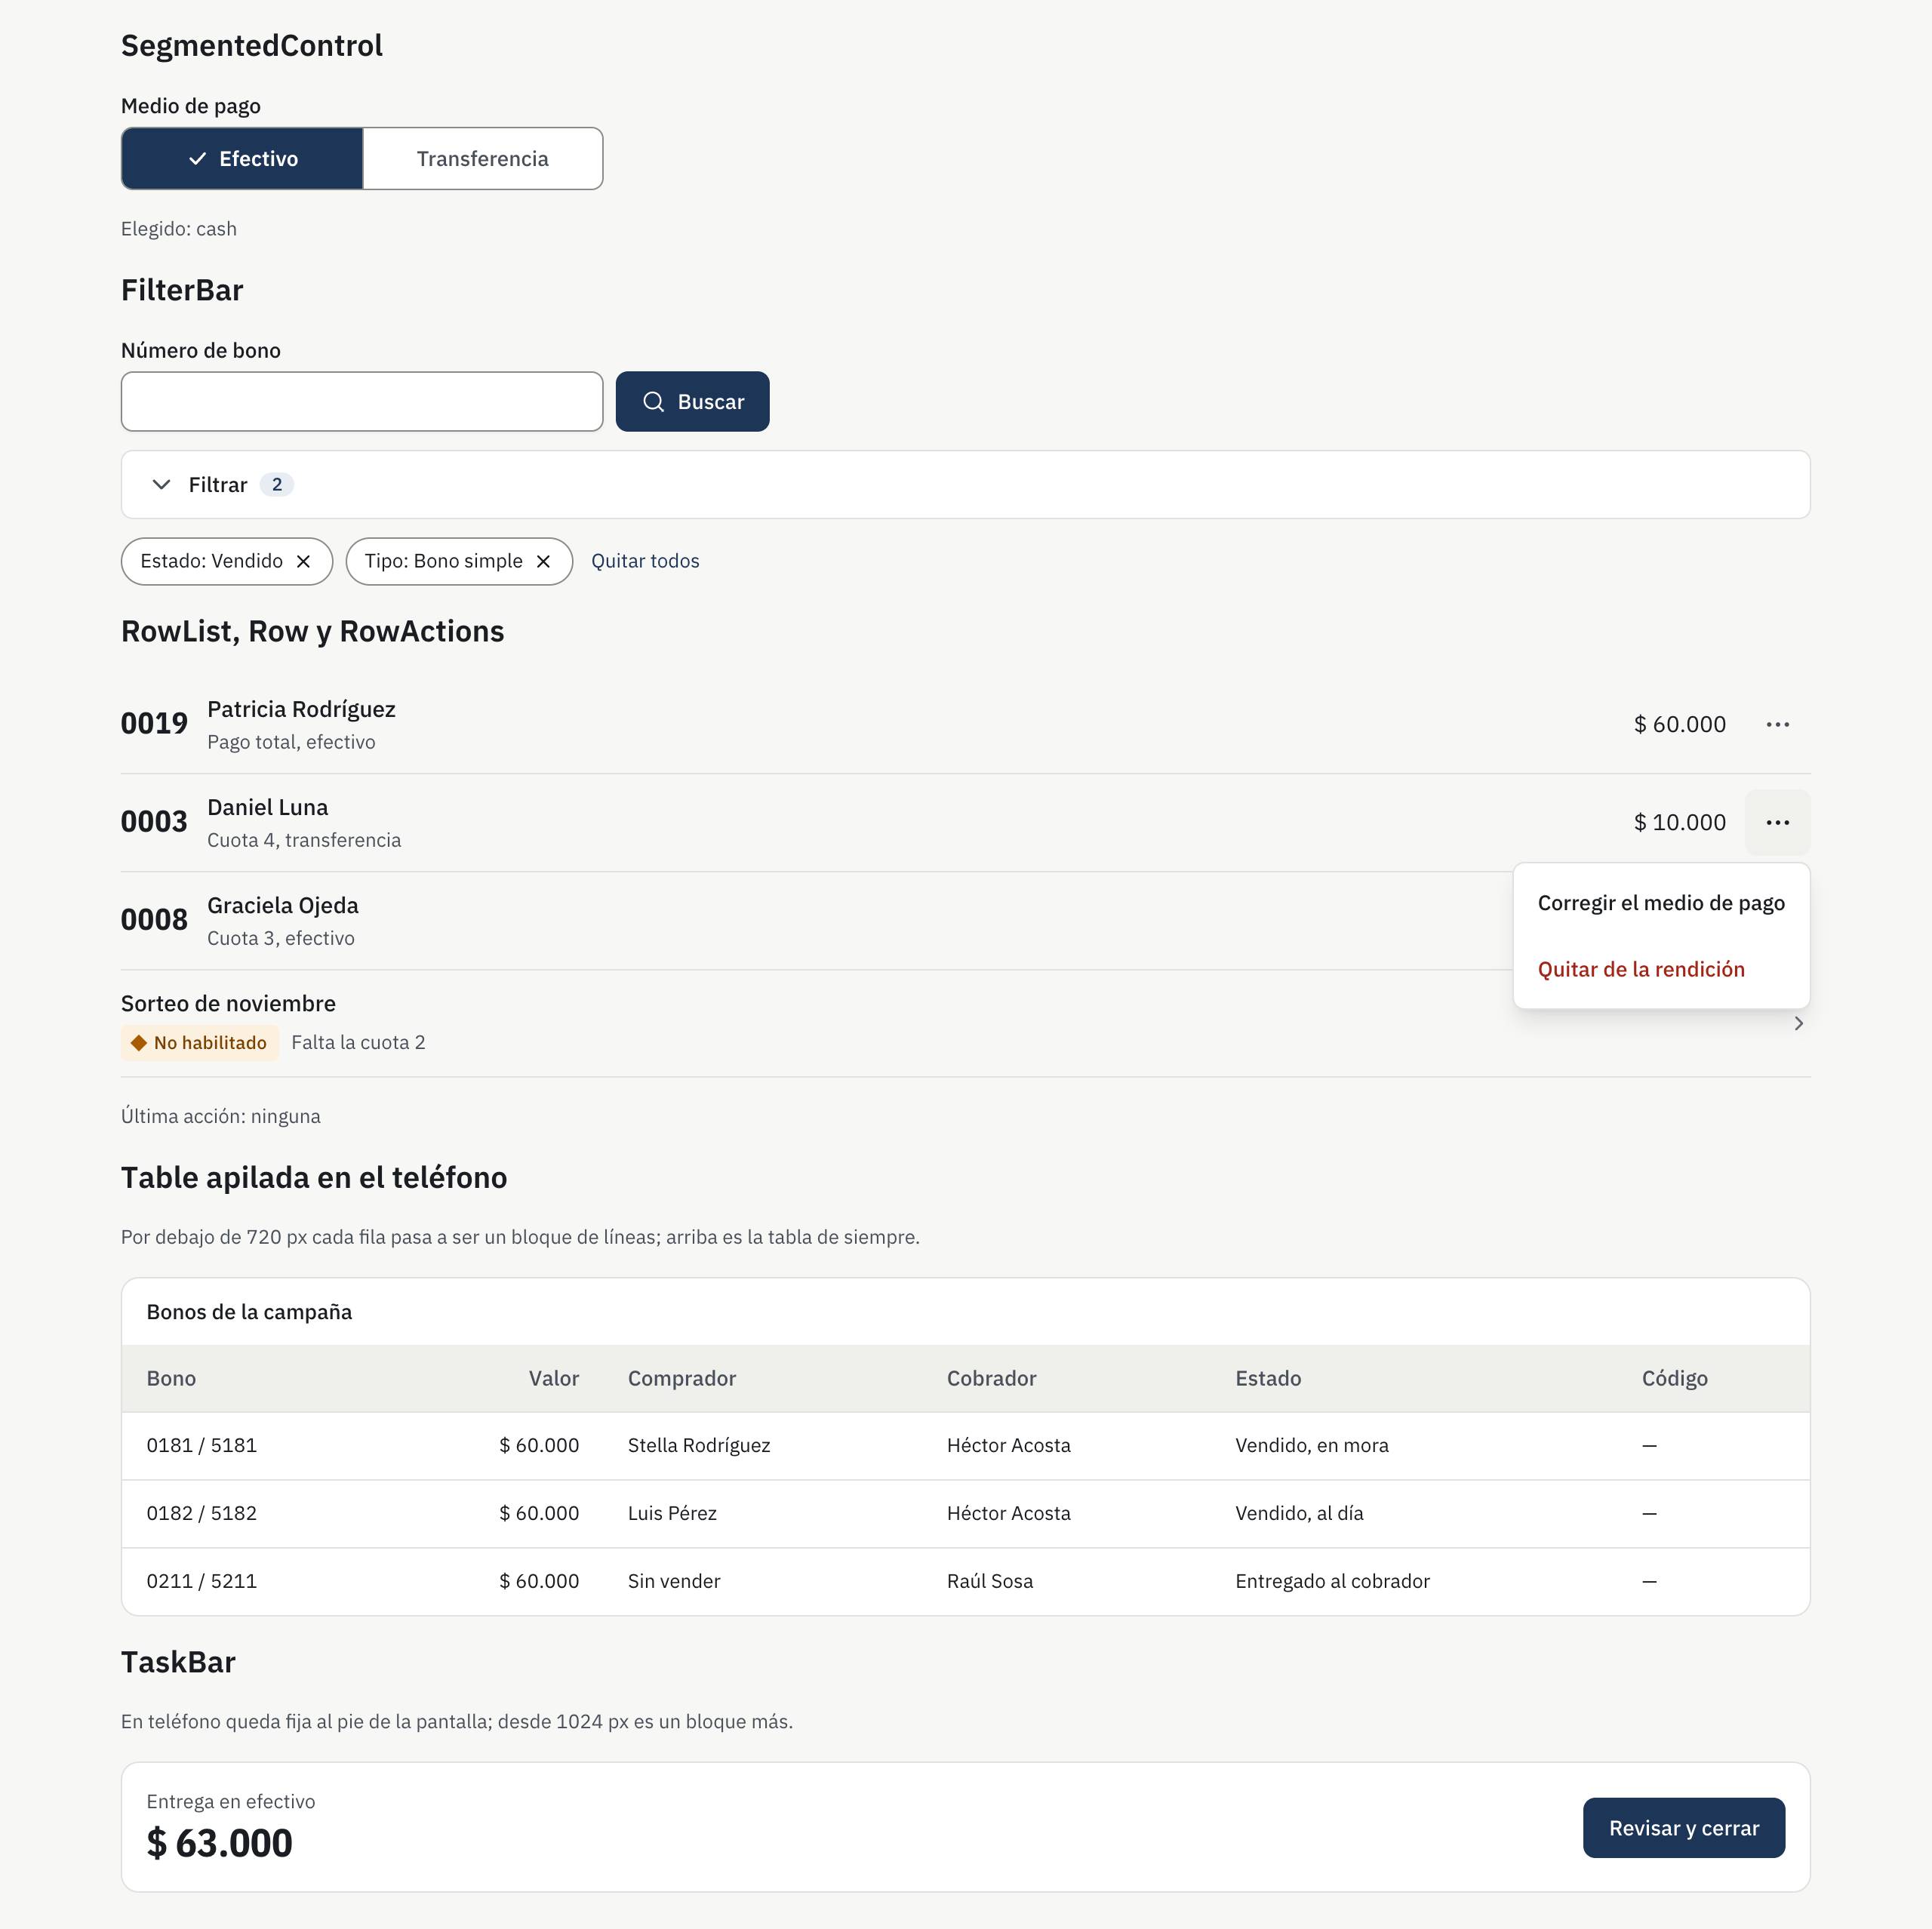 SegmentedControl
Medio de pago
Efectivo
Transferencia
Elegido: cash
FilterBar
Número de bono
Buscar
Filtrar 2
Estado: Vendido
Tipo: Bono simple
Quitar todos
RowList, Row y RowActions
0019
Patricia Rodríguez
Pago total, efectivo
$ 60.000
0003
Daniel Luna
Cuota 4, transferencia
$ 10.000
Corregir el medio de pago
Quitar de la rendición
0008
Graciela Ojeda
Cuota 3, efectivo
Sorteo de noviembre
No habilitado
Falta la cuota 2
Última acción: ninguna
Table apilada en el teléfono
Por debajo de 720 px cada fila pasa a ser un bloque de líneas; arriba es la tabla de siempre.
Bonos de la campaña
Bono Valor Comprador Cobrador Estado Código
0181 / 5181 $ 60.000 Stella Rodríguez Héctor Acosta Vendido, en mora —
0182 / 5182 $ 60.000 Luis Pérez Héctor Acosta Vendido, al día —
0211 / 5211 $ 60.000 Sin vender Raúl Sosa Entregado al cobrador —
TaskBar
En teléfono queda fija al pie de la pantalla; desde 1024 px es un bloque más.
Entrega en efectivo
$ 63.000
Revisar y cerrar